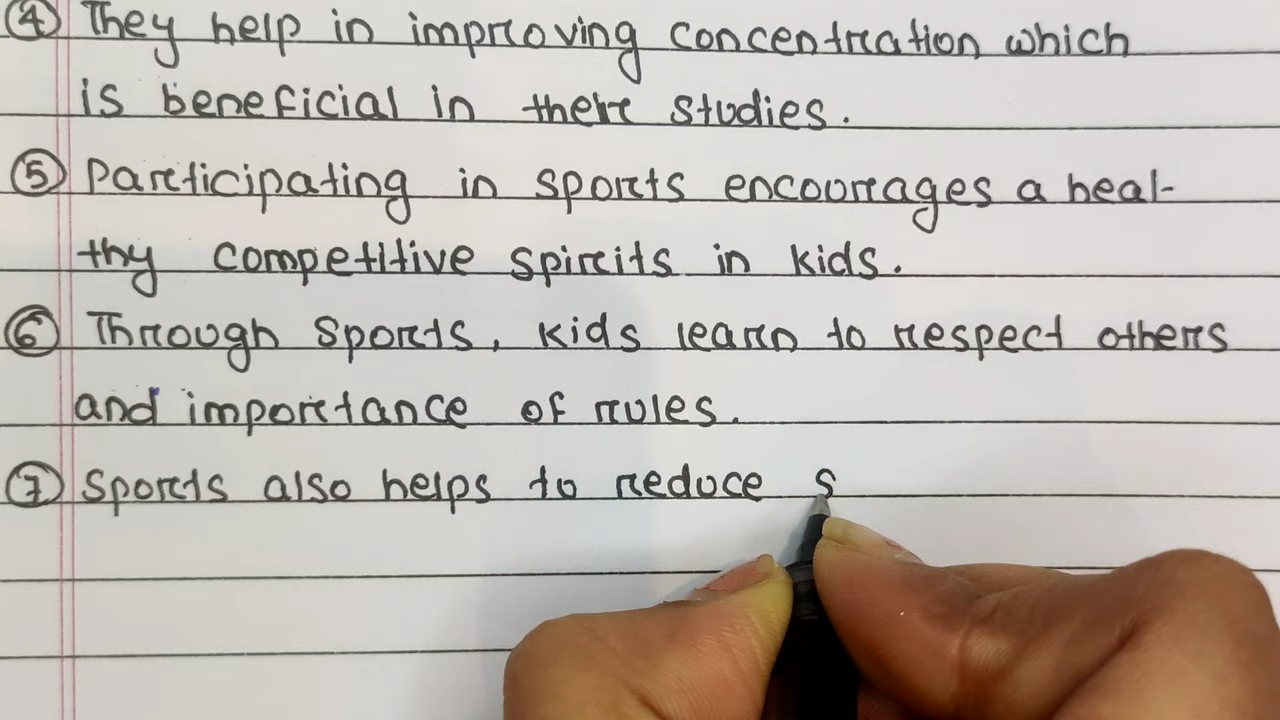 ④ They help in improving concentration which
is beneficial in their studies.
⑤ Participating in sports encourages a heal-
thy competitive spirits in kids.
⑥ Through sports, kids learn to respect others
and importance of rules.
⑦ Sports also helps to reduce s